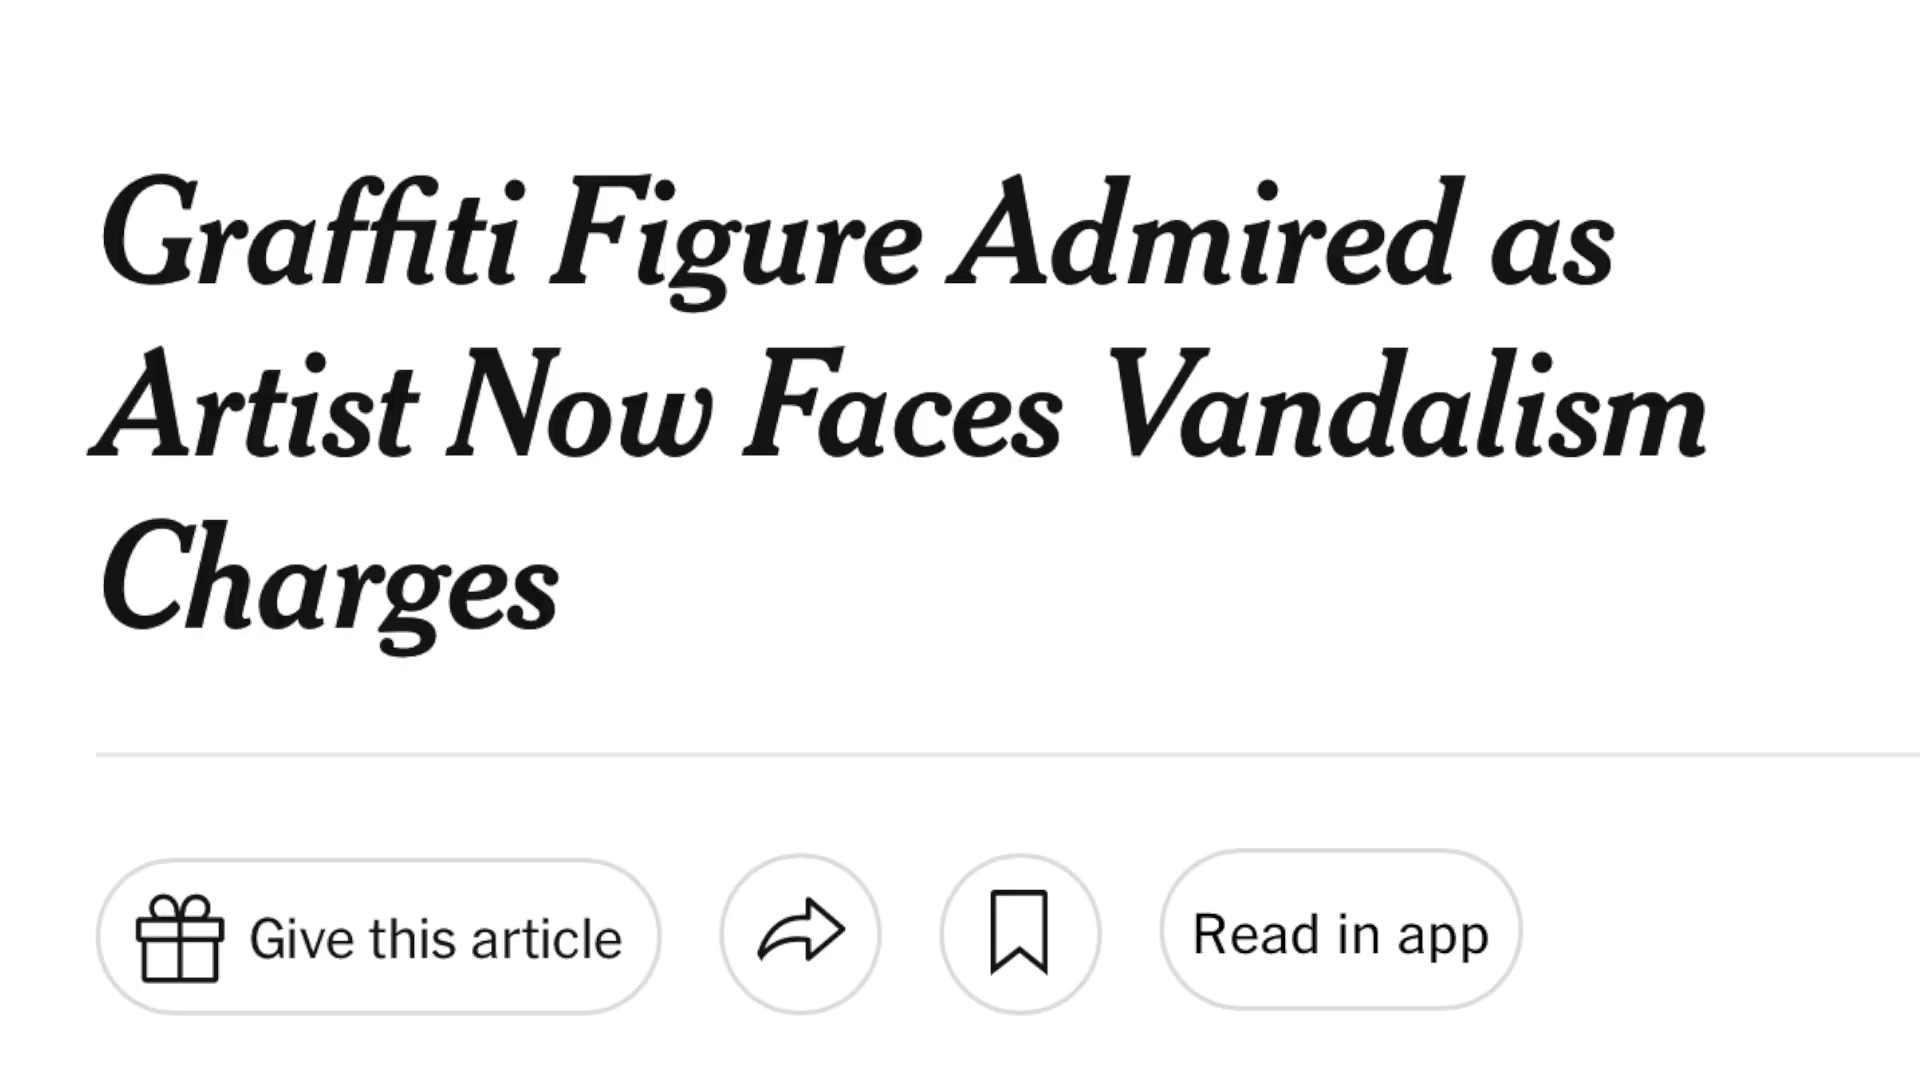 Graffiti Figure Admired as
Artist Now Faces Vandalism
Charges
Give this article
Read in app